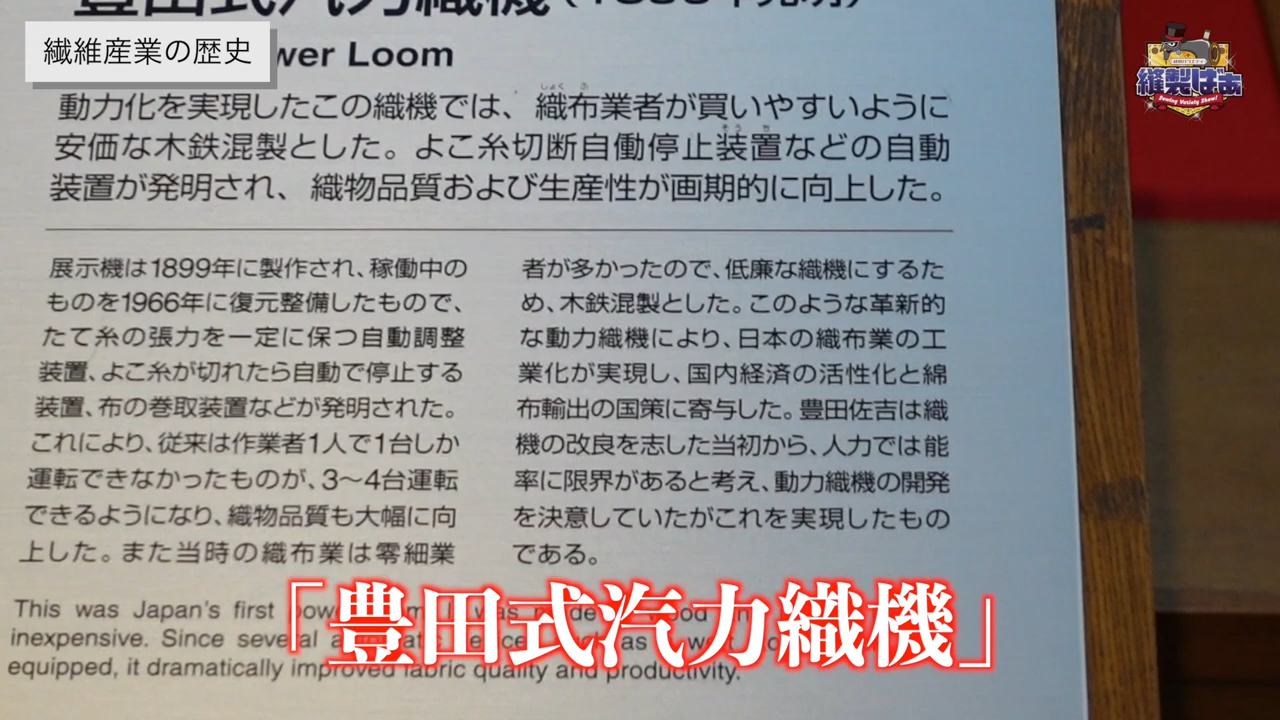 豊田式汽力織機
繊維産業の歴史
wer Loom
縫製ばあ
Sewing Variety Show!
動力化を実現したこの織機では、織布業者が買いやすいように
安価な木鉄混製とした。よこ糸切断自働停止装置などの自動
装置が発明され、織物品質および生産性が画期的に向上した。
展示機は1899年に製作され、稼働中の
ものを1966年に復元整備したもので、
たて糸の張力を一定に保つ自動調整
装置、よこ糸が切れたら自動で停止する
装置、布の巻取装置などが発明された。
これにより、従来は作業者1人で1台しか
運転できなかったものが、3〜4台運転
できるようになり、織物品質も大幅に向
上した。また当時の織布業は零細業
者が多かったので、低廉な織機にするた
め、木鉄混製とした。このような革新的
な動力織機により、日本の織布業の工
業化が実現し、国内経済の活性化と綿
布輸出の国策に寄与した。豊田佐吉は織
機の改良を志した当初から、人力では能
率に限界があると考え、動力織機の開発
を決意していたがこれを実現したもの
である。
This was Japan's first
inexpensive. Since several
equipped, it dramatically improved fabric quality and productivity.
「豊田式汽力織機」